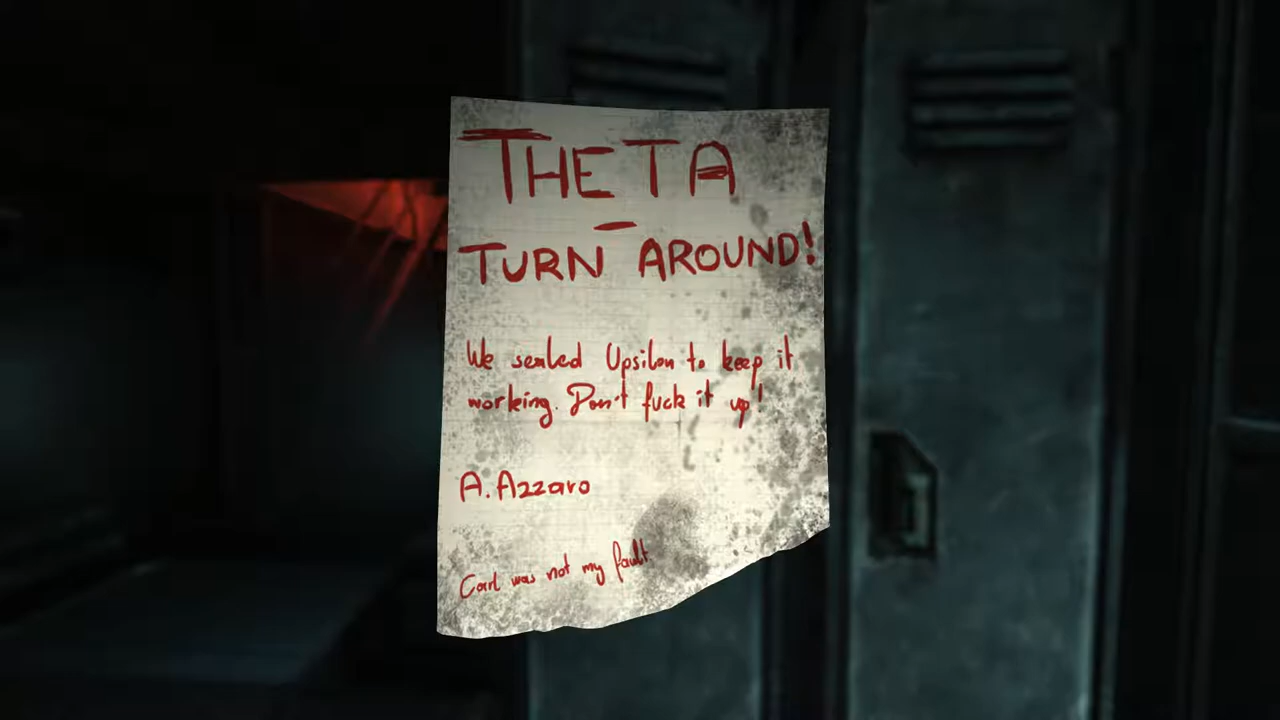 THETA
-
TURN AROUND!
We sealed Upsilon to keep it
working. Don't fuck it up!
A. Azzaro
Carl was not my fault